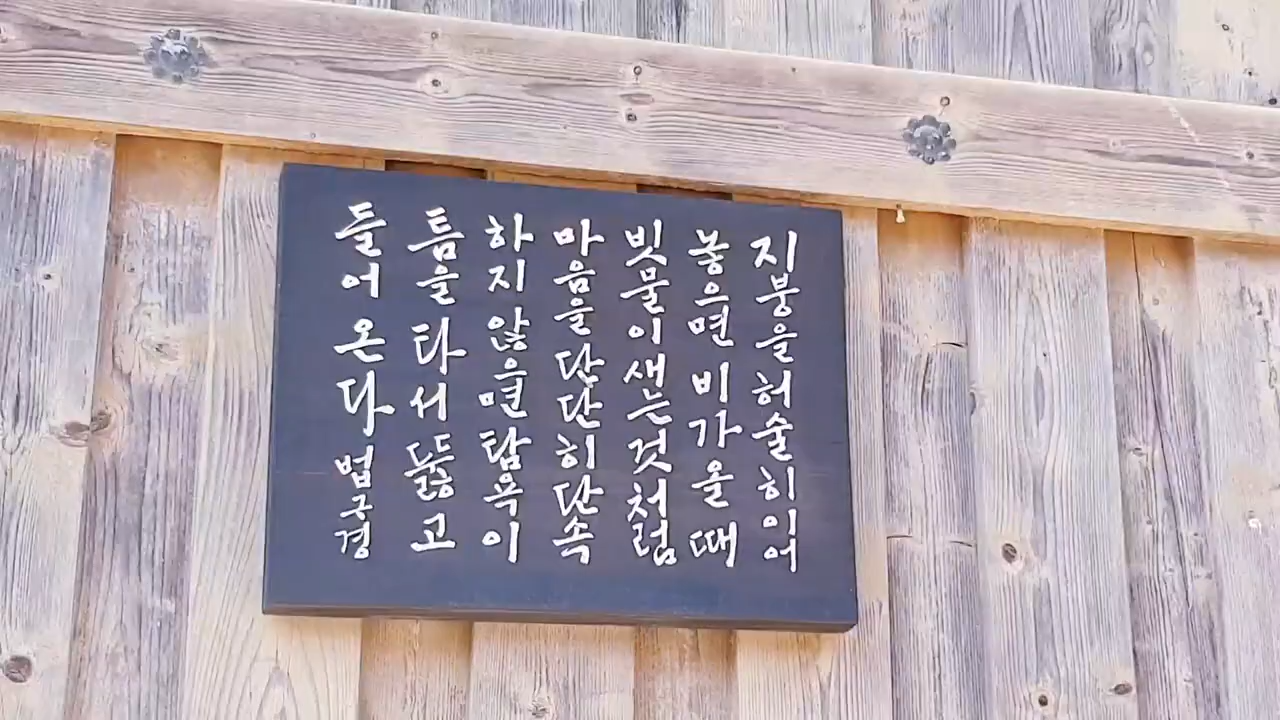 지붕을 허술히 이어
놓으면 비가 올 때
빗물이 새는 것처럼
마음을 단단히 단속
하지 않으면 탐욕이
틈을 타서 뚫고
들어온다 법구경